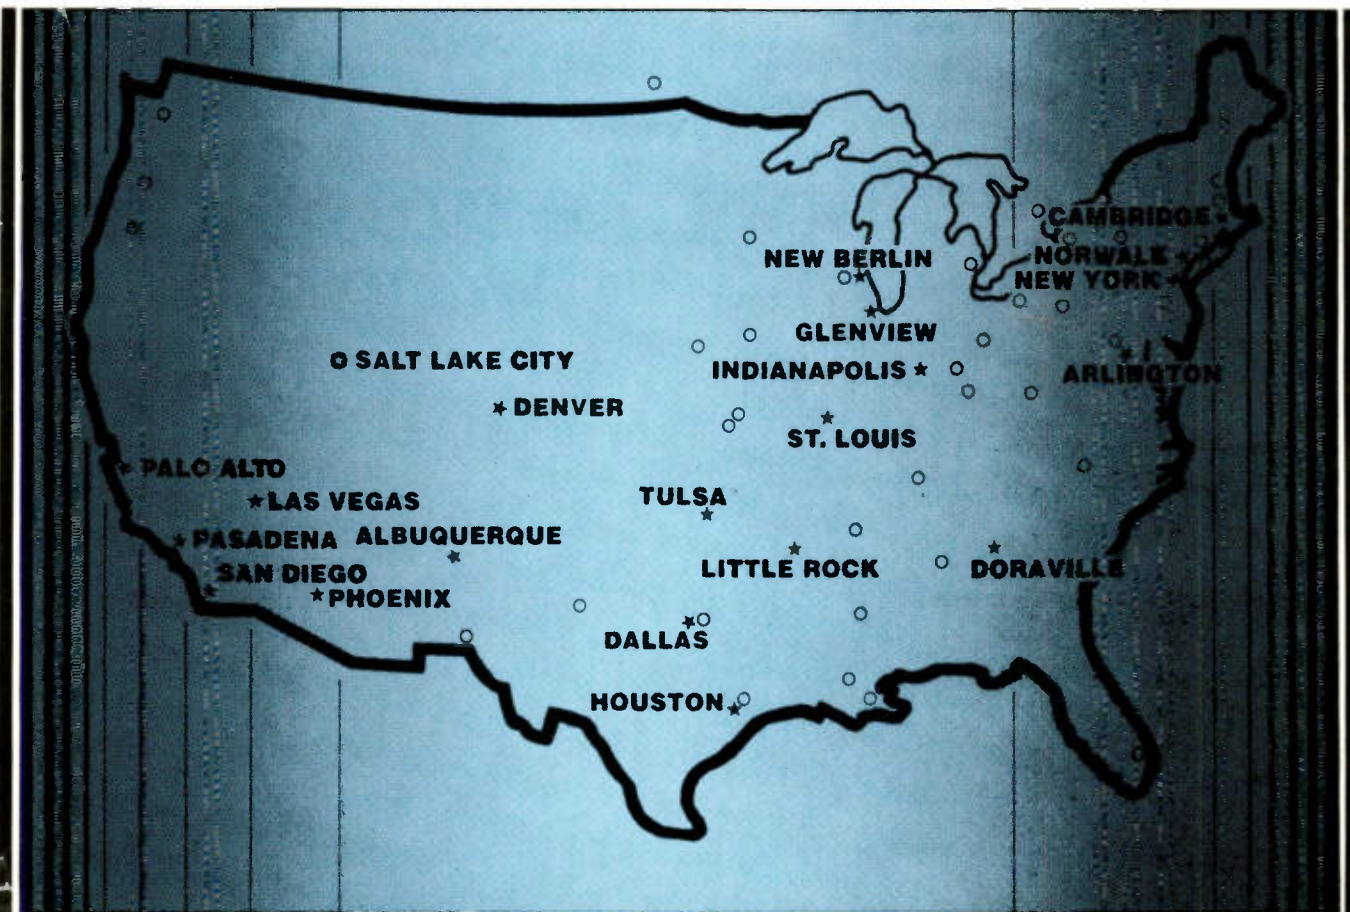 CAMBRIDGE
NORWALK
NEW BERLIN
NEW YORK
GLENVIEW
SALT LAKE CITY
INDIANAPOLIS
ARLINGTON
DENVER
ST. LOUIS
PALO ALTO
LAS VEGAS
TULSA
PASADENA
ALBUQUERQUE
SAN DIEGO
LITTLE ROCK
DORAVILLE
PHOENIX
DALLAS
HOUSTON